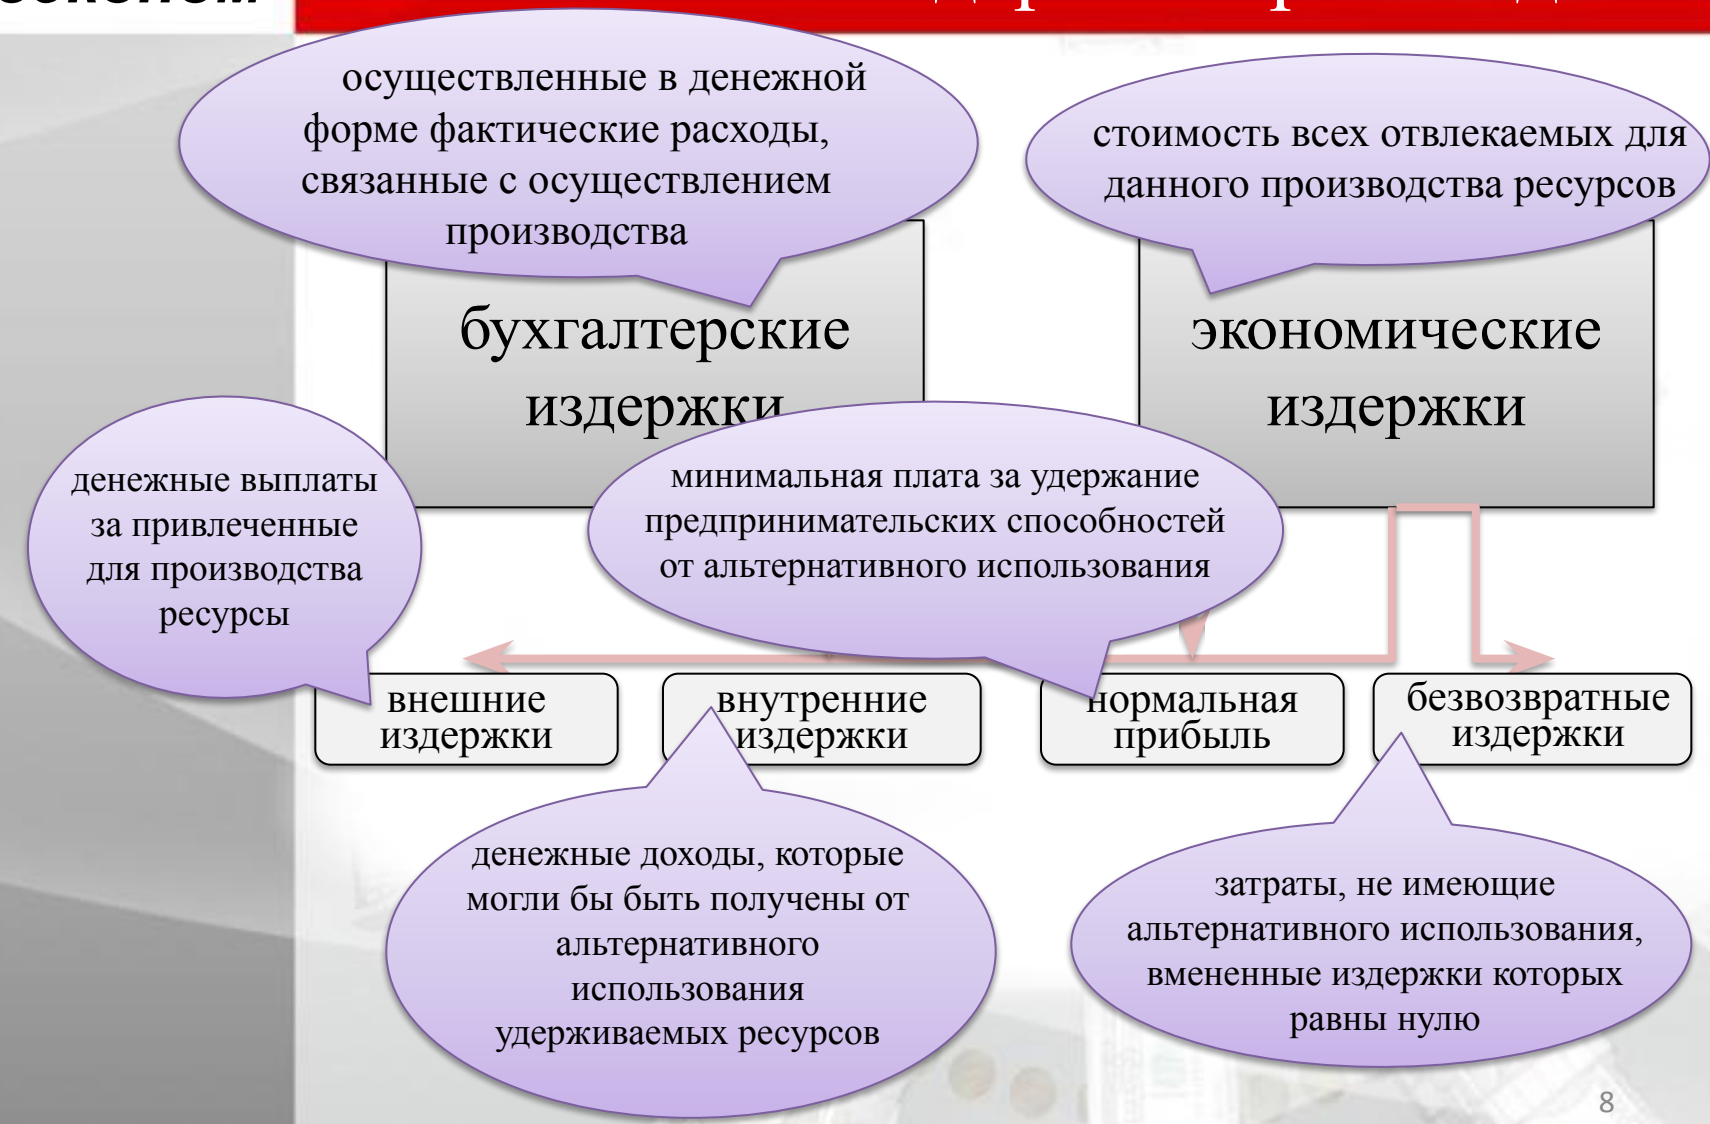 осуществленные в денежной
форме фактические расходы,
связанные с осуществлением
производства
стоимость всех отвлекаемых для
данного производства ресурсов
бухгалтерские
издержки
экономические
издержки
денежные выплаты
за привлеченные
для производства
ресурсы
минимальная плата за удержание
предпринимательских способностей
от альтернативного использования
внешние
издержки
внутренние
издержки
нормальная
прибыль
безвозвратные
издержки
денежные доходы, которые
могли бы быть получены от
альтернативного
использования
удерживаемых ресурсов
затраты, не имеющие
альтернативного использования,
вмененные издержки которых
равны нулю
8